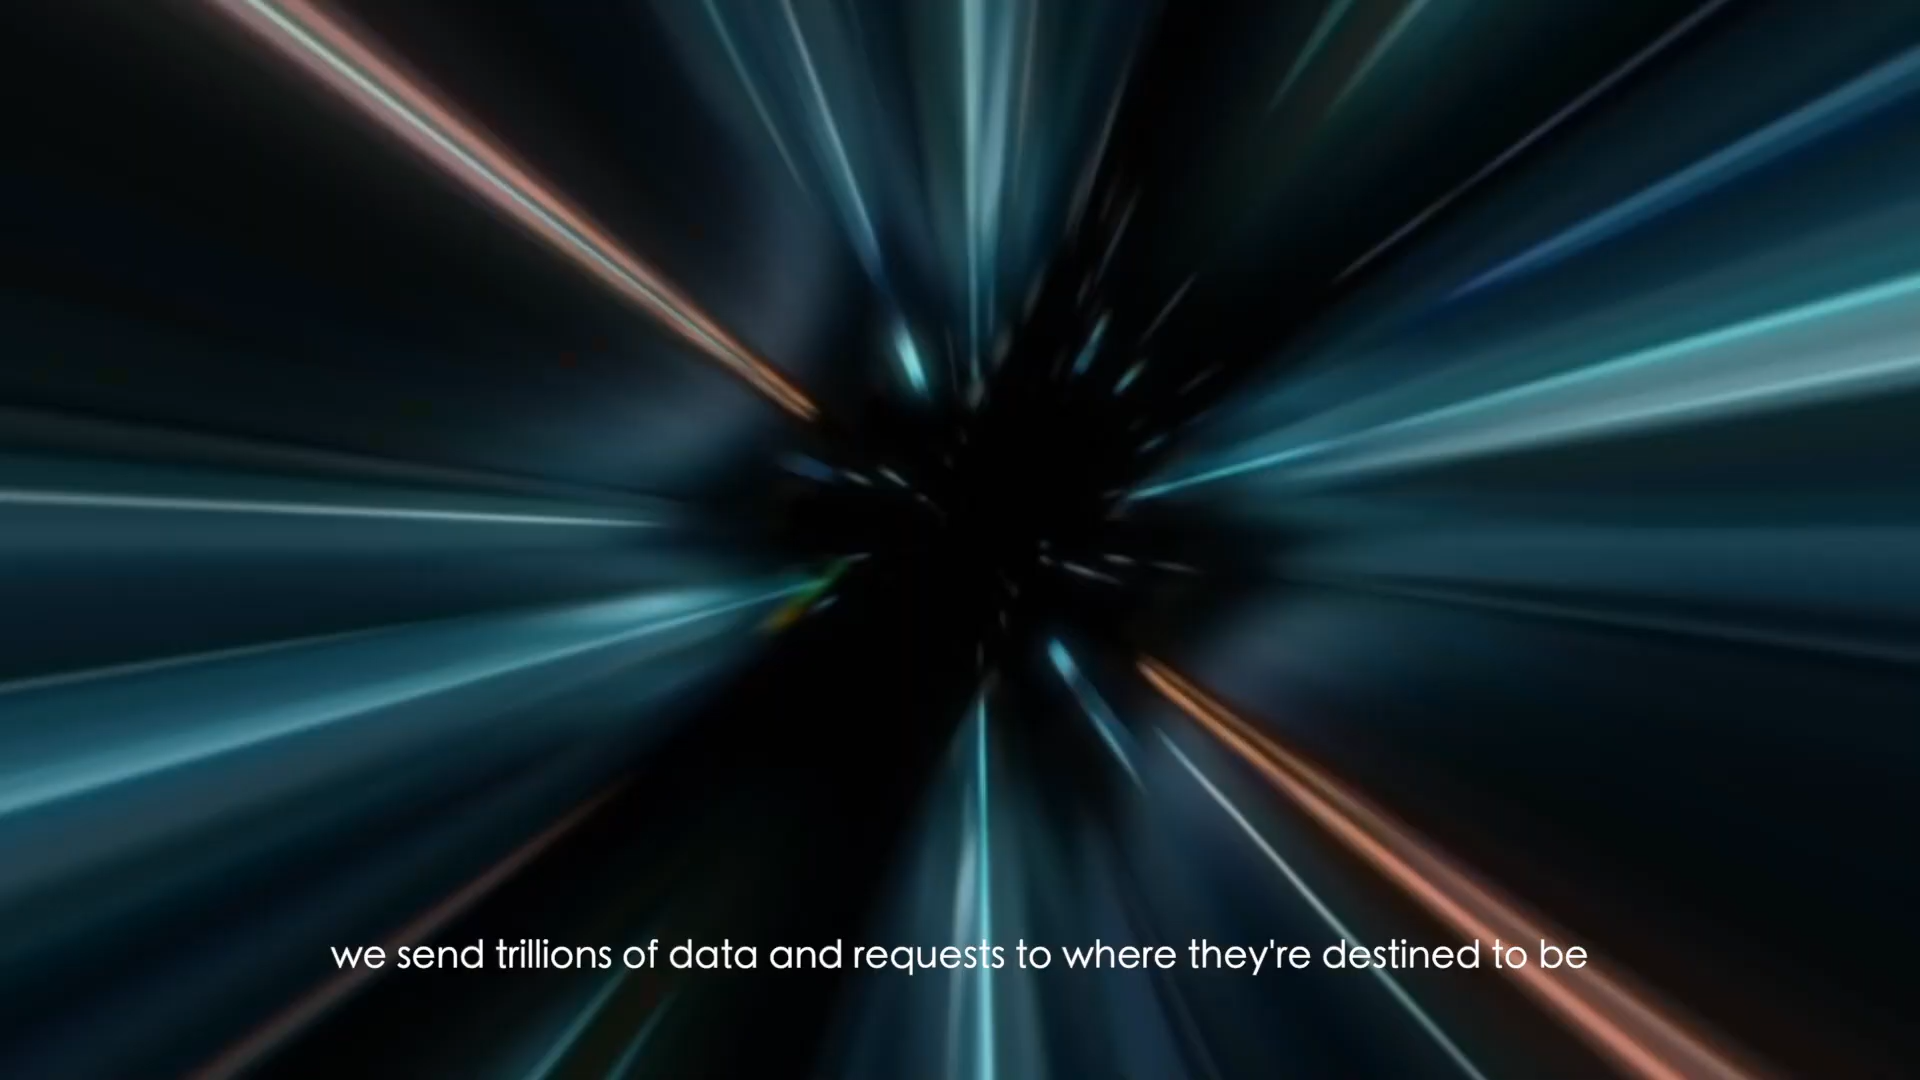 we send trillions of data and requests to where they're destined to be